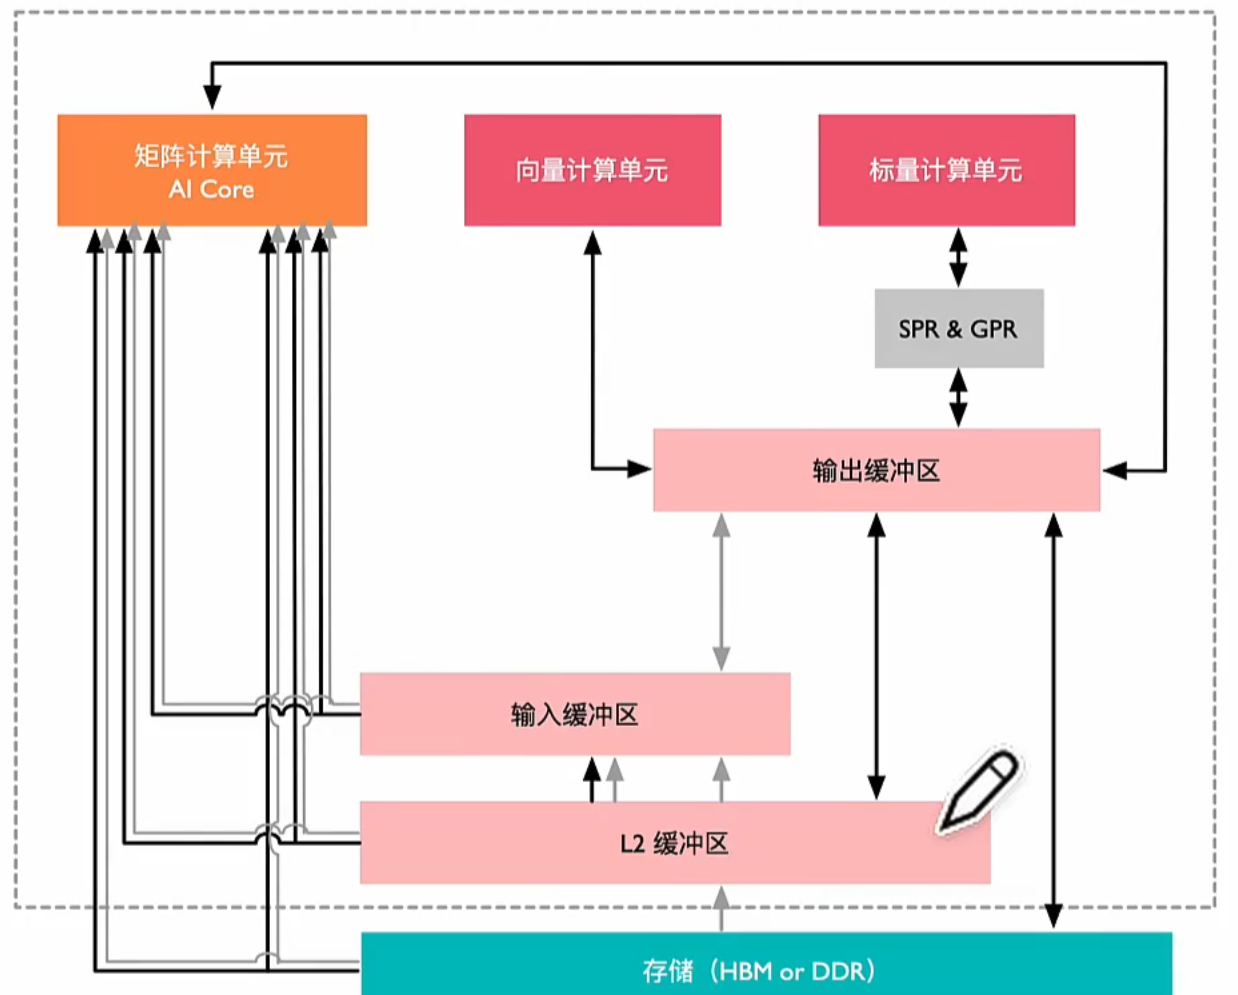 矩阵计算单元
AI Core
向量计算单元
标量计算单元
SPR & GPR
输出缓冲区
输入缓冲区
L2 缓冲区
存储（HBM or DDR）